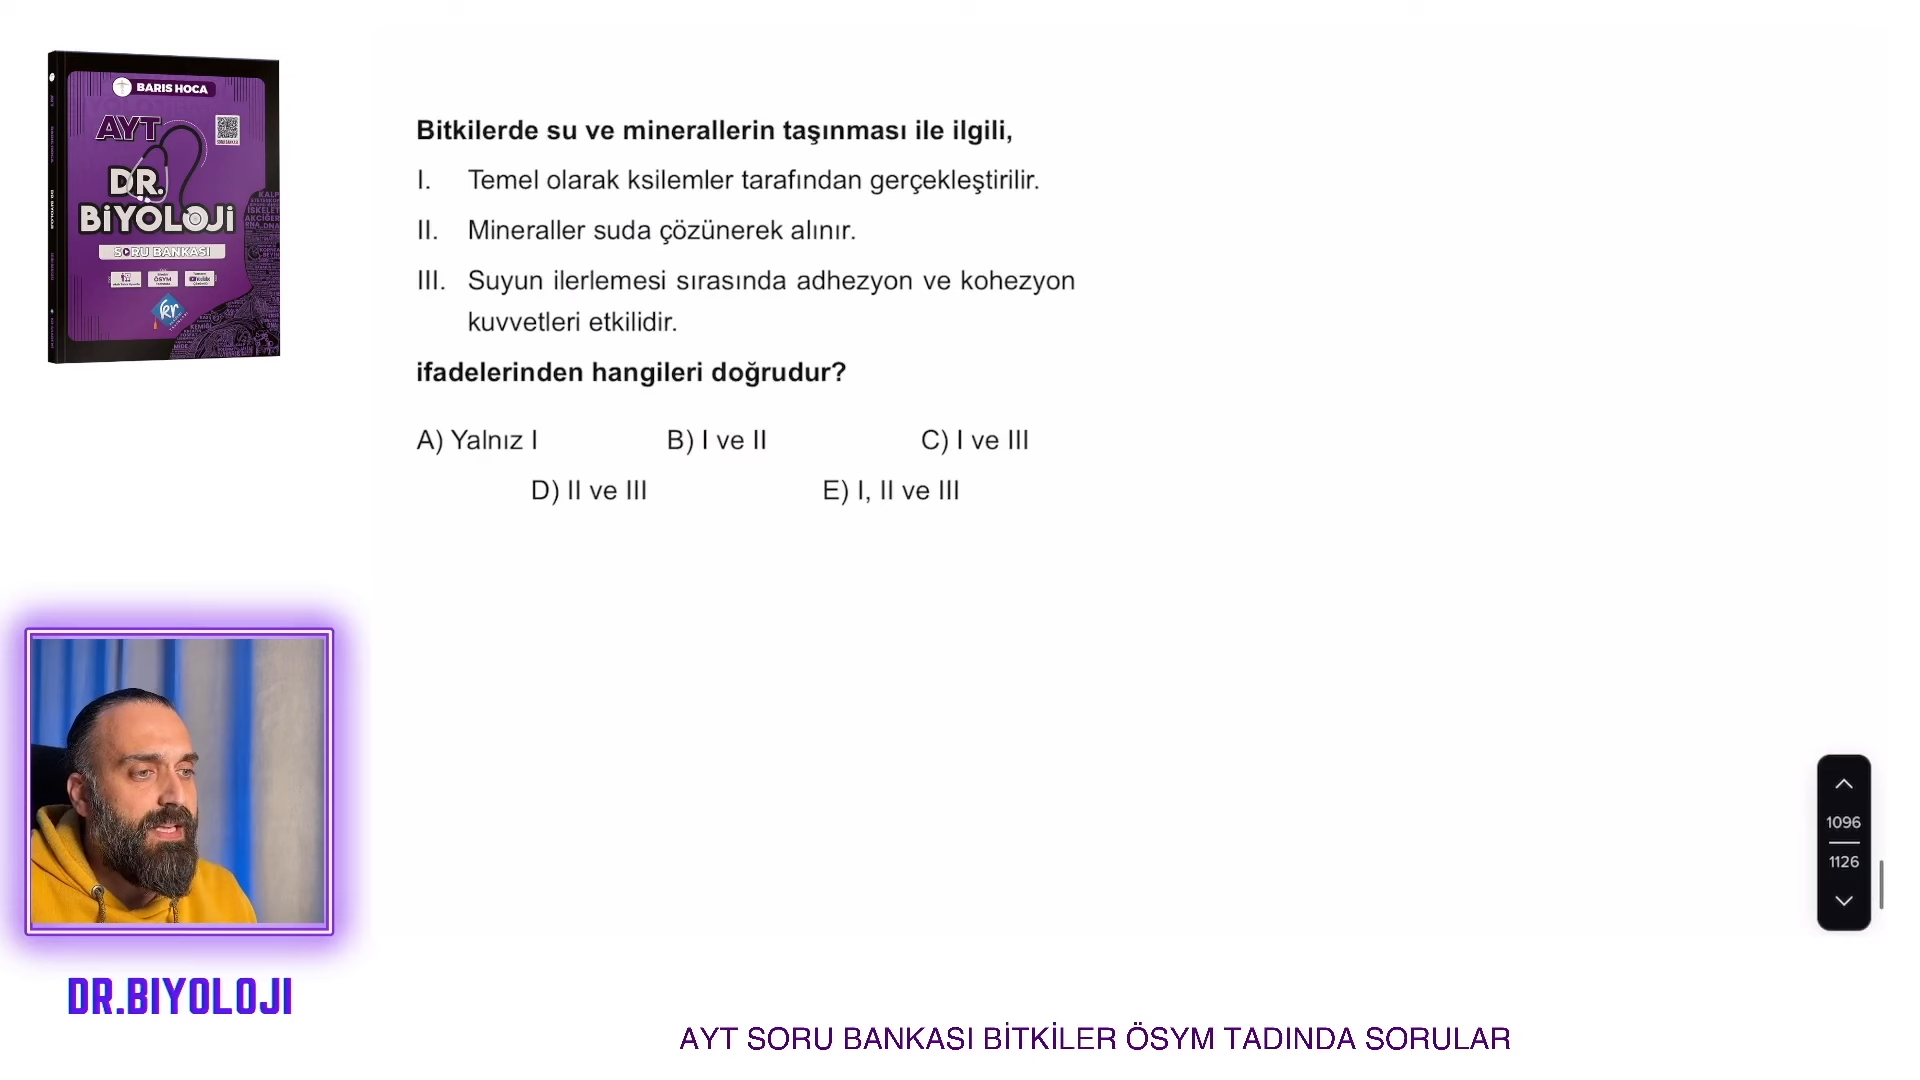 BARIS HOCA
AYT
DR.
BİYOLOJİ
SORU BANKASI
Bitkilerde su ve minerallerin taşınması ile ilgili,
I. Temel olarak ksilemler tarafından gerçekleştirilir.
II. Mineraller suda çözünerek alınır.
III. Suyun ilerlemesi sırasında adhezyon ve kohezyon
kuvvetleri etkilidir.
ifadelerinden hangileri doğrudur?
A) Yalnız I B) I ve II C) I ve III
D) II ve III E) I, II ve III
1096
1126
DR.BIYOLOJI
AYT SORU BANKASI BİTKİLER ÖSYM TADINDA SORULAR